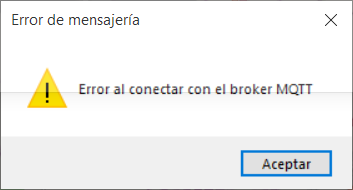 Error de mensajería
Error al conectar con el broker MQTT
Aceptar